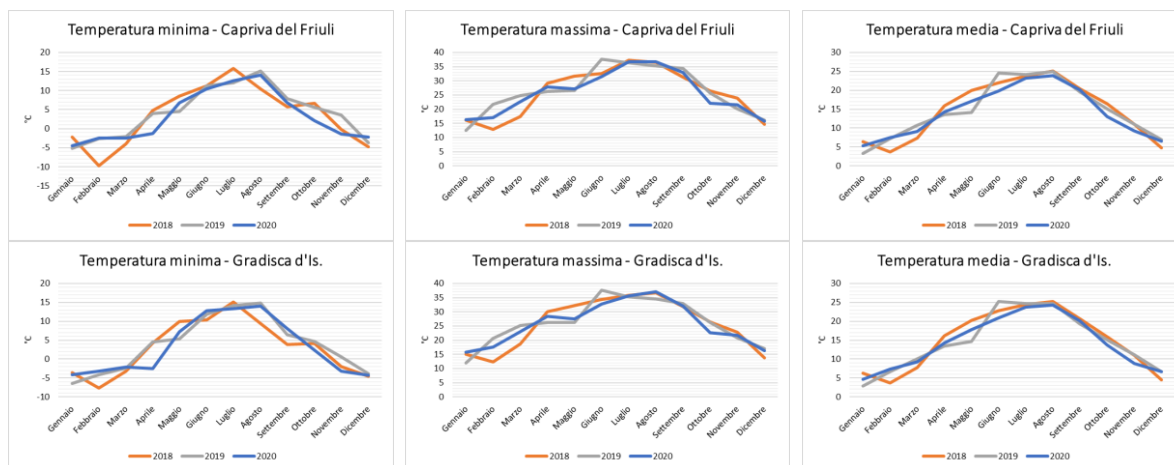 Temperatura minima - Capriva del Friuli
20
15
10
5
0
-5
-10
-15
°C
Gennaio
Febbraio
Marzo
Aprile
Maggio
Giugno
Luglio
Agosto
Settembre
Ottobre
Novembre
Dicembre
2018 2019 2020
Temperatura massima - Capriva del Friuli
40
35
30
25
20
15
10
5
0
°C
Gennaio
Febbraio
Marzo
Aprile
Maggio
Giugno
Luglio
Agosto
Settembre
Ottobre
Novembre
Dicembre
2018 2019 2020
Temperatura media - Capriva del Friuli
30
25
20
15
10
5
0
°C
Gennaio
Febbraio
Marzo
Aprile
Maggio
Giugno
Luglio
Agosto
Settembre
Ottobre
Novembre
Dicembre
2018 2019 2020
Temperatura minima - Gradisca d'Is.
20
15
10
5
0
-5
-10
°C
Gennaio
Febbraio
Marzo
Aprile
Maggio
Giugno
Luglio
Agosto
Settembre
Ottobre
Novembre
Dicembre
2018 2019 2020
Temperatura massima - Gradisca d'Is.
40
35
30
25
20
15
10
5
0
°C
Gennaio
Febbraio
Marzo
Aprile
Maggio
Giugno
Luglio
Agosto
Settembre
Ottobre
Novembre
Dicembre
2018 2019 2020
Temperatura media - Gradisca d'Is.
30
25
20
15
10
5
0
°C
Gennaio
Febbraio
Marzo
Aprile
Maggio
Giugno
Luglio
Agosto
Settembre
Ottobre
Novembre
Dicembre
2018 2019 2020